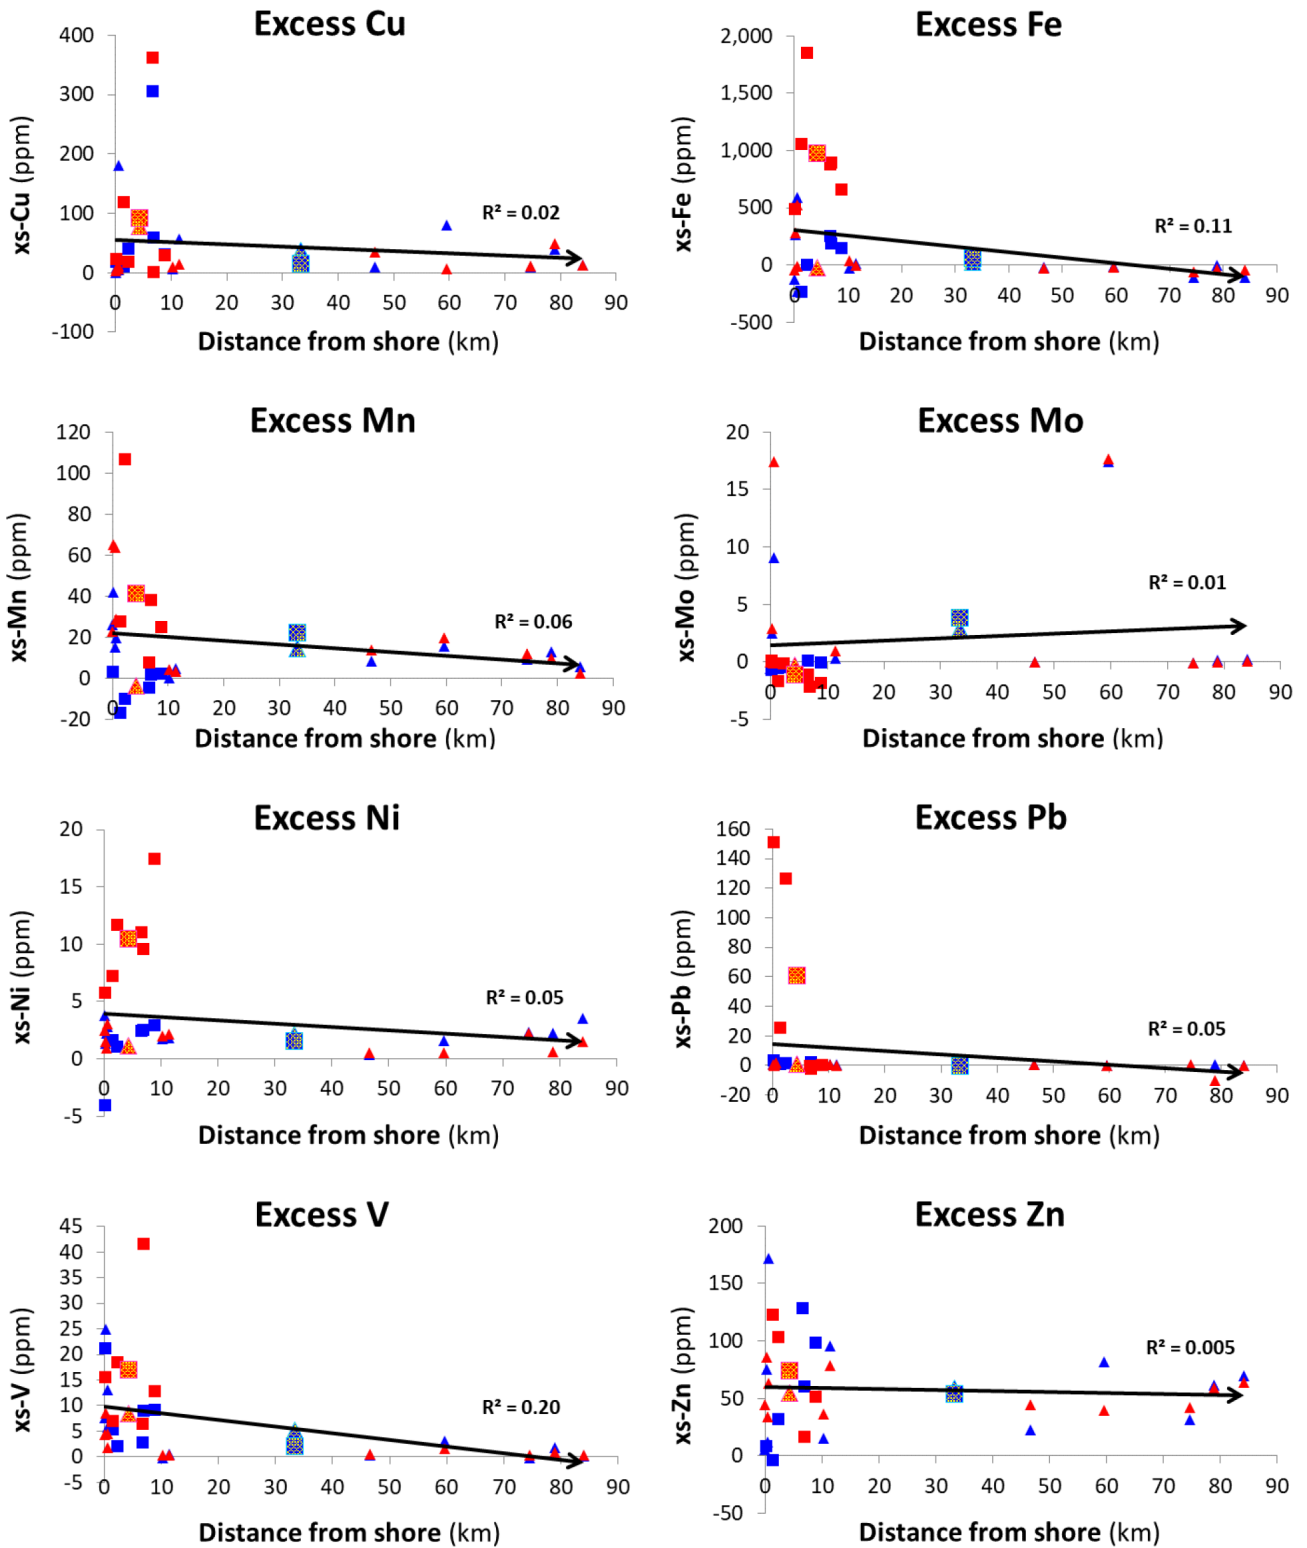 Excess Cu
400
300
200
100
0
-100
xs-Cu (ppm)
R² = 0.02
0 10 20 30 40 50 60 70 80 90
Distance from shore (km)
Excess Fe
2,000
1,500
1,000
500
0
-500
xs-Fe (ppm)
R² = 0.11
0 10 20 30 40 50 60 70 80 90
Distance from shore (km)
Excess Mn
120
100
80
60
40
20
0
-20
xs-Mn (ppm)
R² = 0.06
0 10 20 30 40 50 60 70 80 90
Distance from shore (km)
Excess Mo
20
15
10
5
0
-5
xs-Mo (ppm)
R² = 0.01
0 10 20 30 40 50 60 70 80 90
Distance from shore (km)
Excess Ni
20
15
10
5
0
-5
xs-Ni (ppm)
R² = 0.05
0 10 20 30 40 50 60 70 80 90
Distance from shore (km)
Excess Pb
160
140
120
100
80
60
40
20
0
-20
xs-Pb (ppm)
R² = 0.05
0 10 20 30 40 50 60 70 80 90
Distance from shore (km)
Excess V
45
40
35
30
25
20
15
10
5
0
-5
xs-V (ppm)
R² = 0.20
0 10 20 30 40 50 60 70 80 90
Distance from shore (km)
Excess Zn
200
150
100
50
0
-50
xs-Zn (ppm)
R² = 0.005
0 10 20 30 40 50 60 70 80 90
Distance from shore (km)